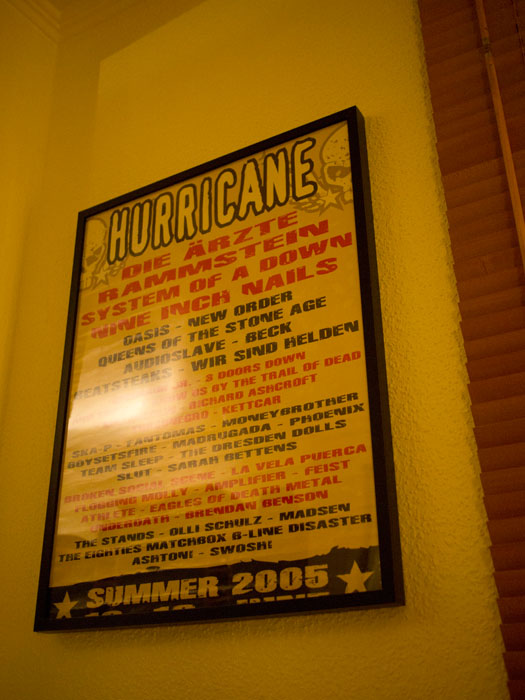 HURRICANE
DIE ÄRZTE
RAMMSTEIN
SYSTEM OF A DOWN
NINE INCH NAILS
OASIS - NEW ORDER
QUEENS OF THE STONE AGE
AUDIOSLAVE - BECK
BEATSTEAKS - WIR SIND HELDEN
JR. - 3 DOORS DOWN
BY THE TRAIL OF DEAD
RICHARD ASHCROFT
- KETTCAR
SKA-P - FANTOMAS - MONEYBROTHER
BOYSETSFIRE - MADRUGADA - PHOENIX
TEAM SLEEP - THE DRESDEN DOLLS
SLUT - SARAH BETTENS
BROKEN SOCIAL SCENE - LA VELA PUERCA
FLOGGING MOLLY - AMPLIFIER - FEIST
ATHLETE - EAGLES OF DEATH METAL
UNDEROATH - BRENDAN BENSON
THE STANDS - OLLI SCHULZ - MADSEN
THE EIGHTIES MATCHBOX B-LINE DISASTER
ASHTON! - SWOSH!
SUMMER 2005